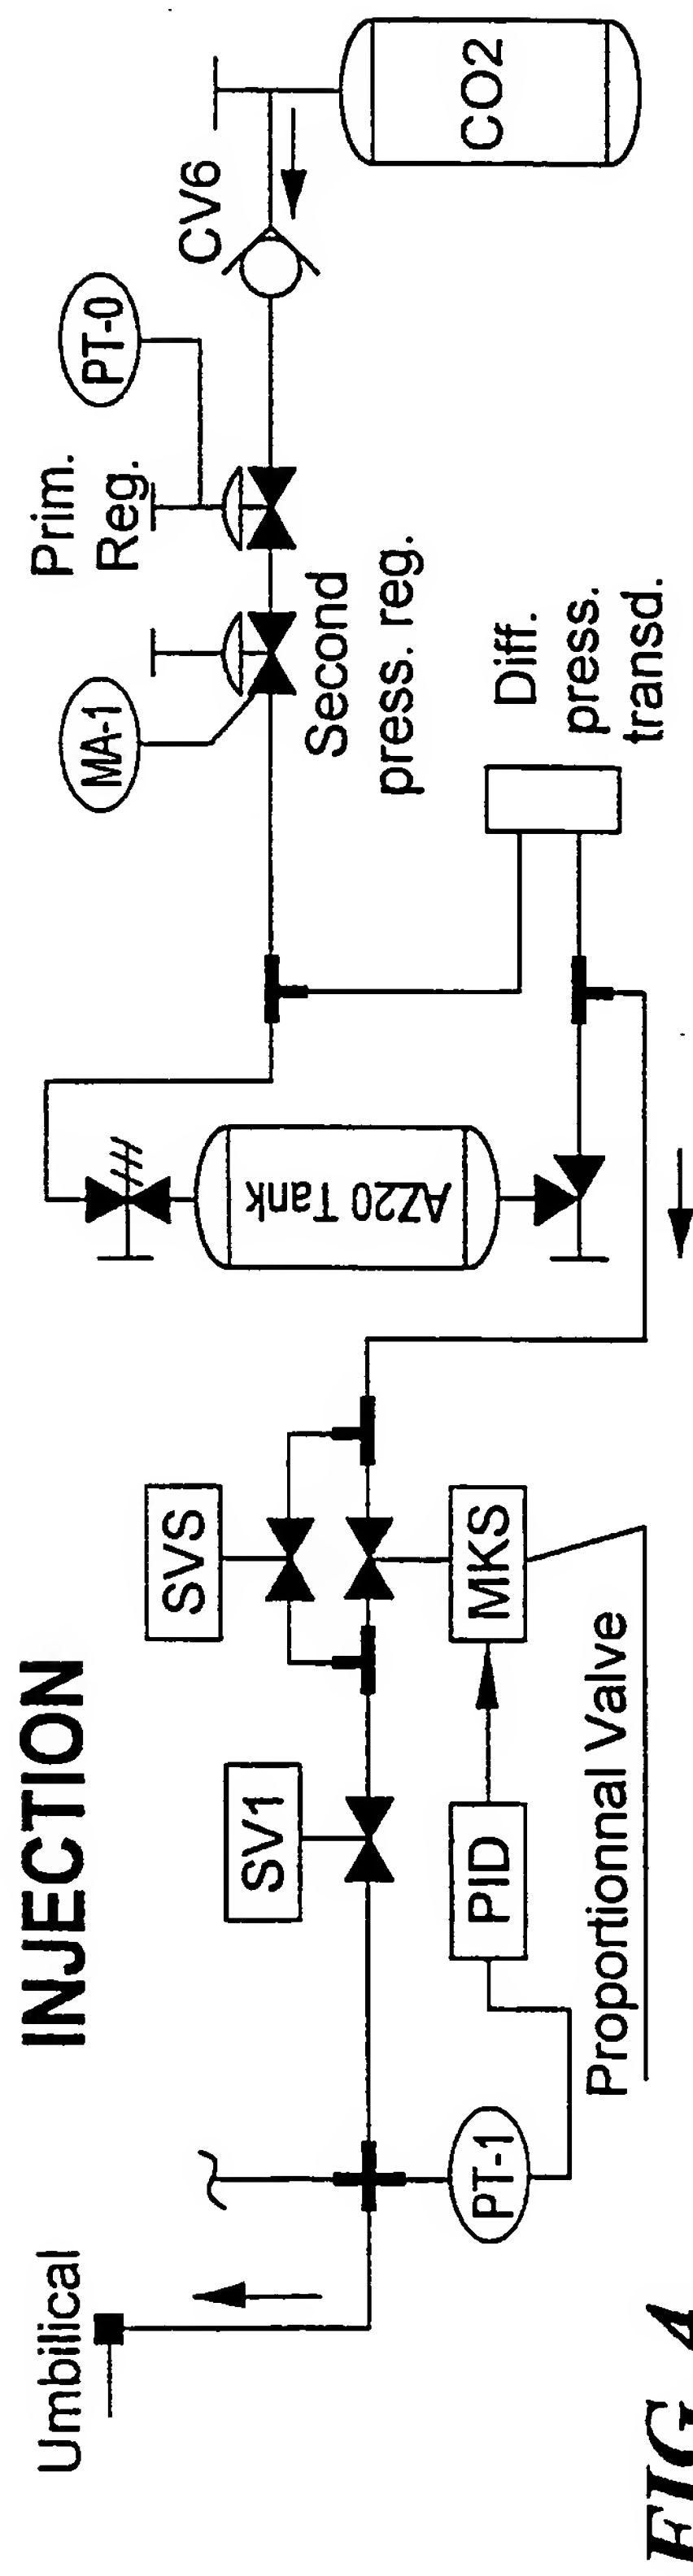 INJECTION
Umbilical
PT-1
SV1
PID
SVS
MKS
Proportionnal Valve
AZ20 Tank
MA-1
Prim.
Reg.
PT-0
CV6
Second
press. reg.
Diff.
press.
transd.
CO2
FIG. 4